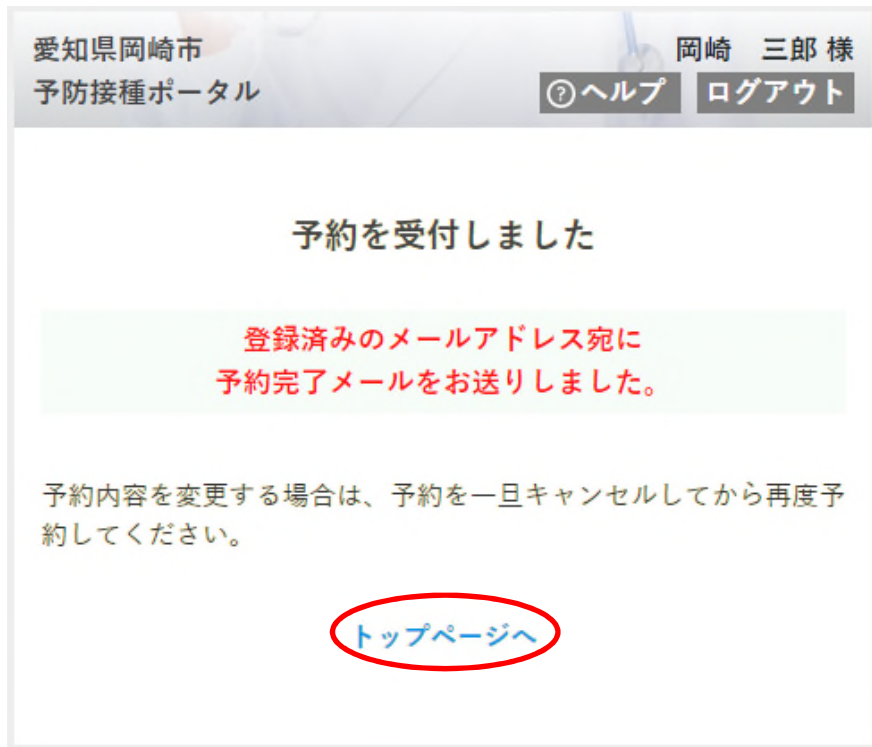 愛知県岡崎市
予防接種ポータル
岡崎　三郎 様
?ヘルプ ログアウト
予約を受付しました
登録済みのメールアドレス宛に
予約完了メールをお送りしました。
予約内容を変更する場合は、予約を一旦キャンセルしてから再度予
約してください。
トップページへ